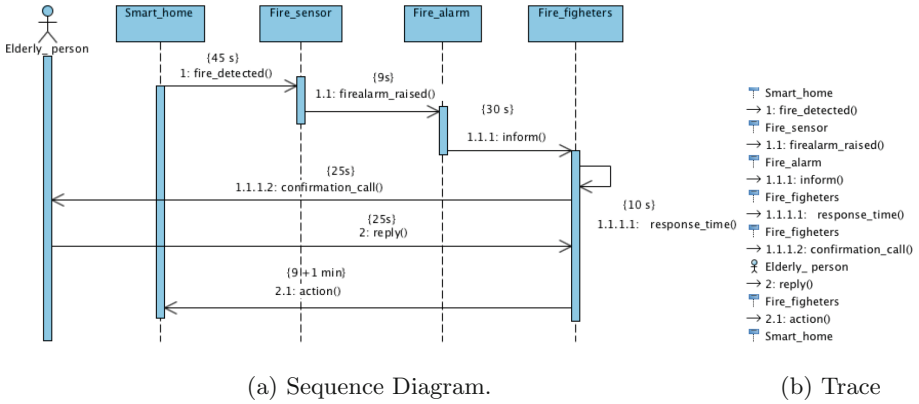 Smart_home
Fire_sensor
Fire_alarm
Fire_figheters
Elderly_ person
{45 s}
1: fire_detected()
{9s}
1.1: firealarm_raised()
{30 s}
1.1.1: inform()
{25s}
1.1.1.2: confirmation_call()
{10 s}
1.1.1.1: response_time()
{25s}
2: reply()
{9l+1 min}
2.1: action()
Smart_home
1: fire_detected()
Fire_sensor
1.1: firealarm_raised()
Fire_alarm
1.1.1: inform()
Fire_figheters
1.1.1.1: response_time()
Fire_figheters
1.1.1.2: confirmation_call()
Elderly_ person
2: reply()
Fire_figheters
2.1: action()
Smart_home
(a) Sequence Diagram.
(b) Trace